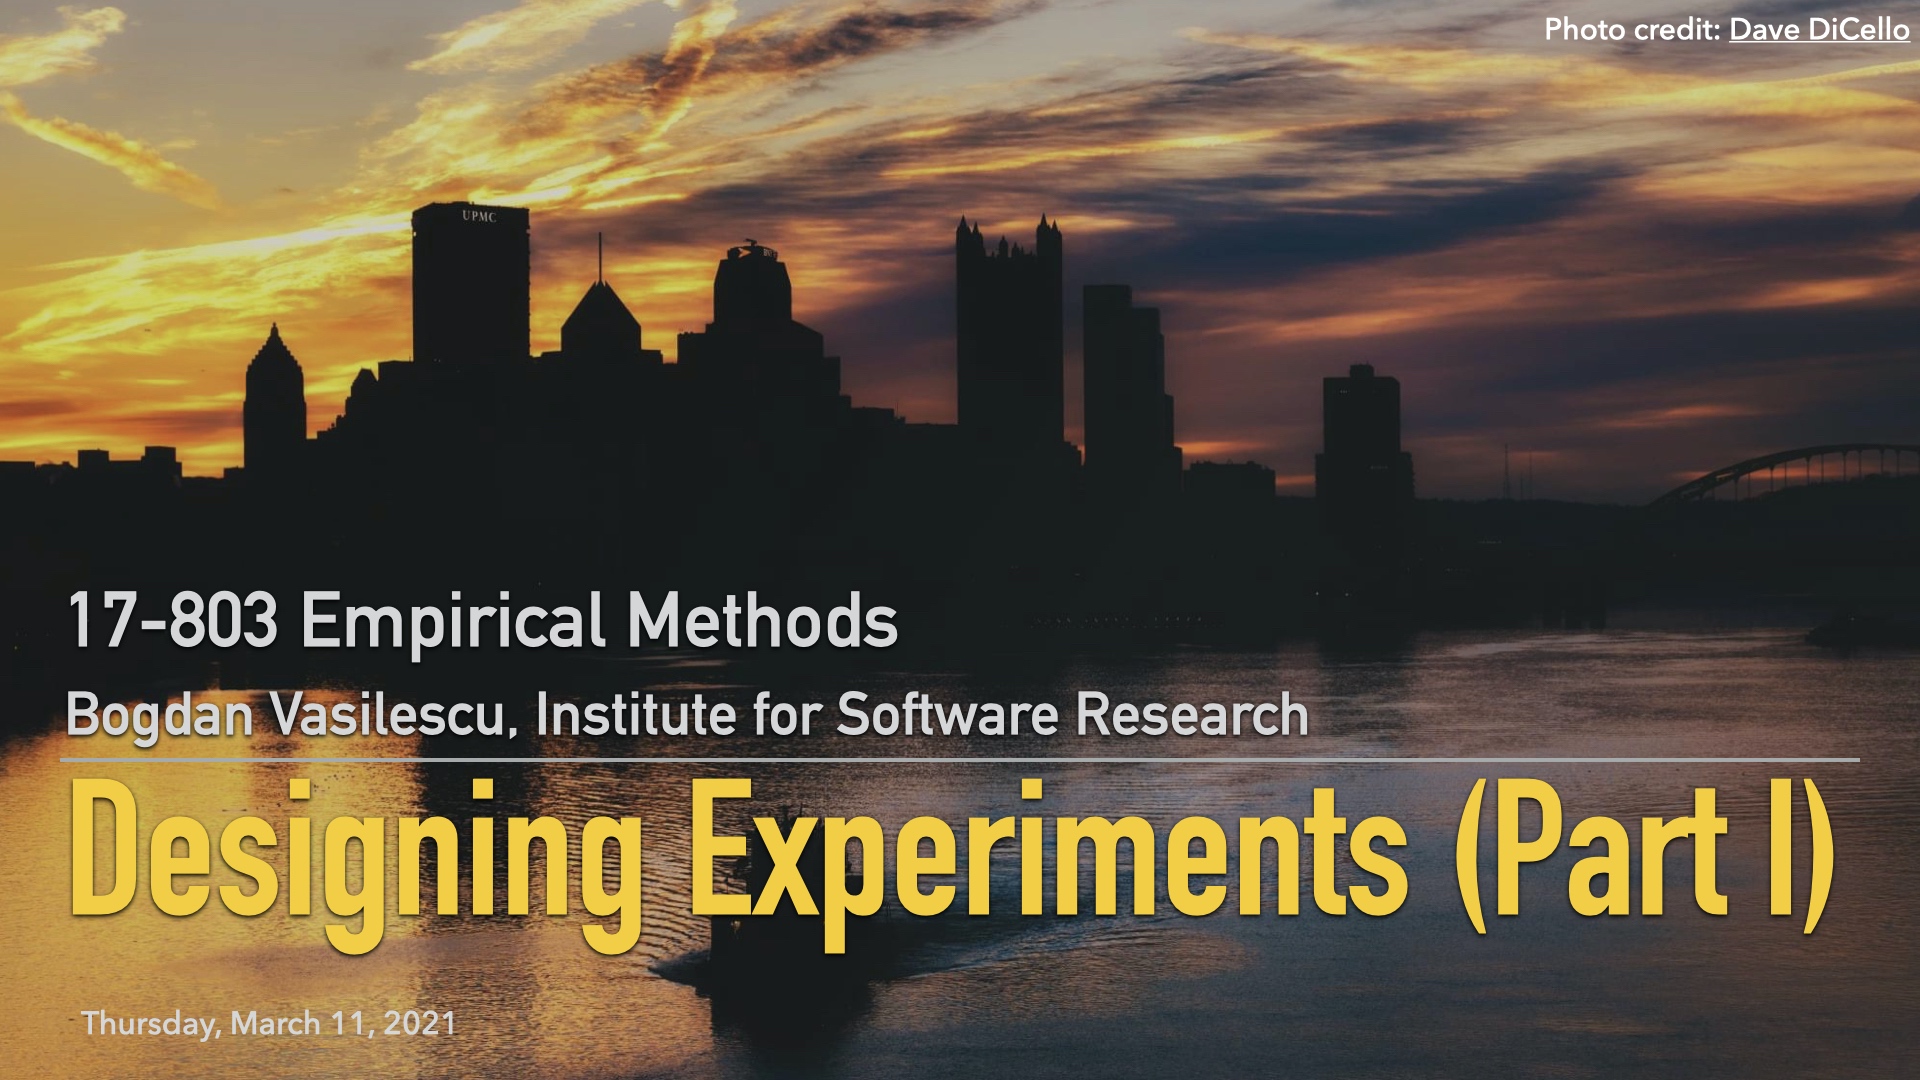 Photo credit: Dave DiCello
UPMC
17-803 Empirical Methods
Bogdan Vasilescu, Institute for Software Research
Designing Experiments (Part I)
Thursday, March 11, 2021